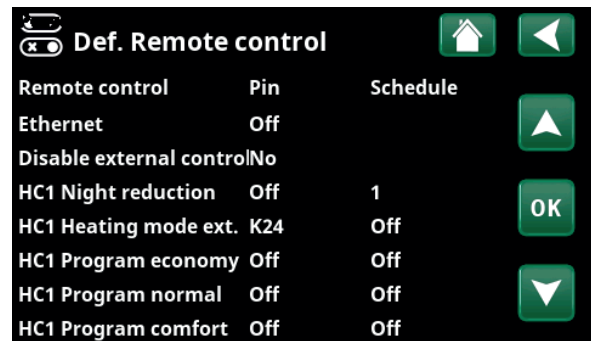 Def. Remote control
Remote control Pin Schedule
Ethernet Off
Disable external control No
HC1 Night reduction Off 1
OK
HC1 Heating mode ext. K24 Off
HC1 Program economy Off Off
HC1 Program normal Off Off
HC1 Program comfort Off Off